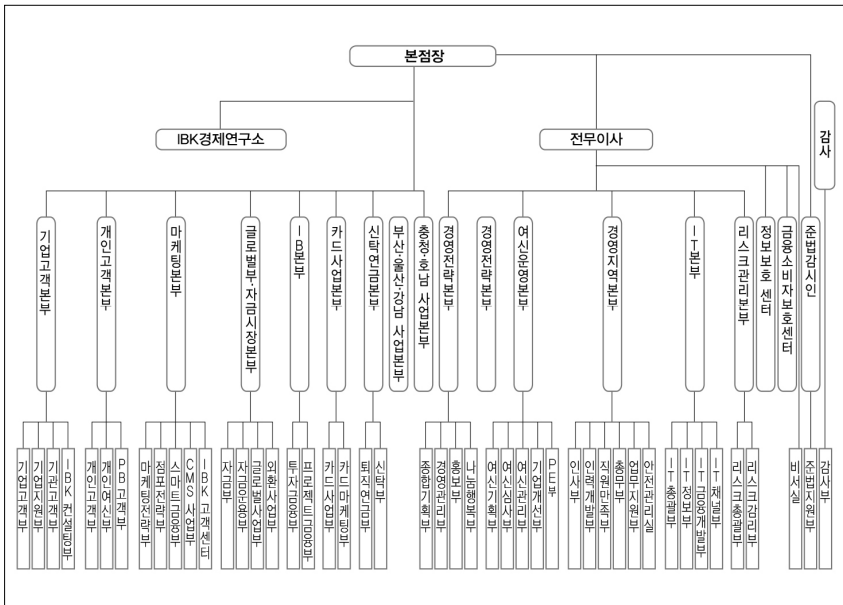 본점장
IBK경제연구소
전무이사
감사
기업고객본부
개인고객본부
마케팅본부
글로벌부·자금시장본부
IB본부
카드사업본부
신탁연금본부
부산·울산·강남 사업본부
충청·호남 사업본부
경영전략본부
경영전략본부
여신운영본부
경영지역본부
IT본부
리스크관리본부
정보보호 센터
금융소비자보호센터
준법감시인
기업고객부
기업지원부
기관고객부
IBK 컨설팅부
개인고객부
개인여신부
PB 고객부
마케팅전략부
점포전략부
스마트금융부
CMS 사업부
IBK 고객센터
자금부
자금운용부
글로벌사업부
외환사업부
투자금융부
프로젝트금융부
카드사업부
카드마케팅부
퇴직연금부
신탁부
종합기획부
경영관리부
홍보부
나눔행복부
여신기획부
여신심사부
여신관리부
기업개선부
PE부
인사부
인력개발부
직원만족부
총무부
업무지원부
안전관리실
IT총괄부
IT정보부
IT금융개발부
IT채널부
리스크총괄부
리스크감리부
비서실
준법지원부
감사부